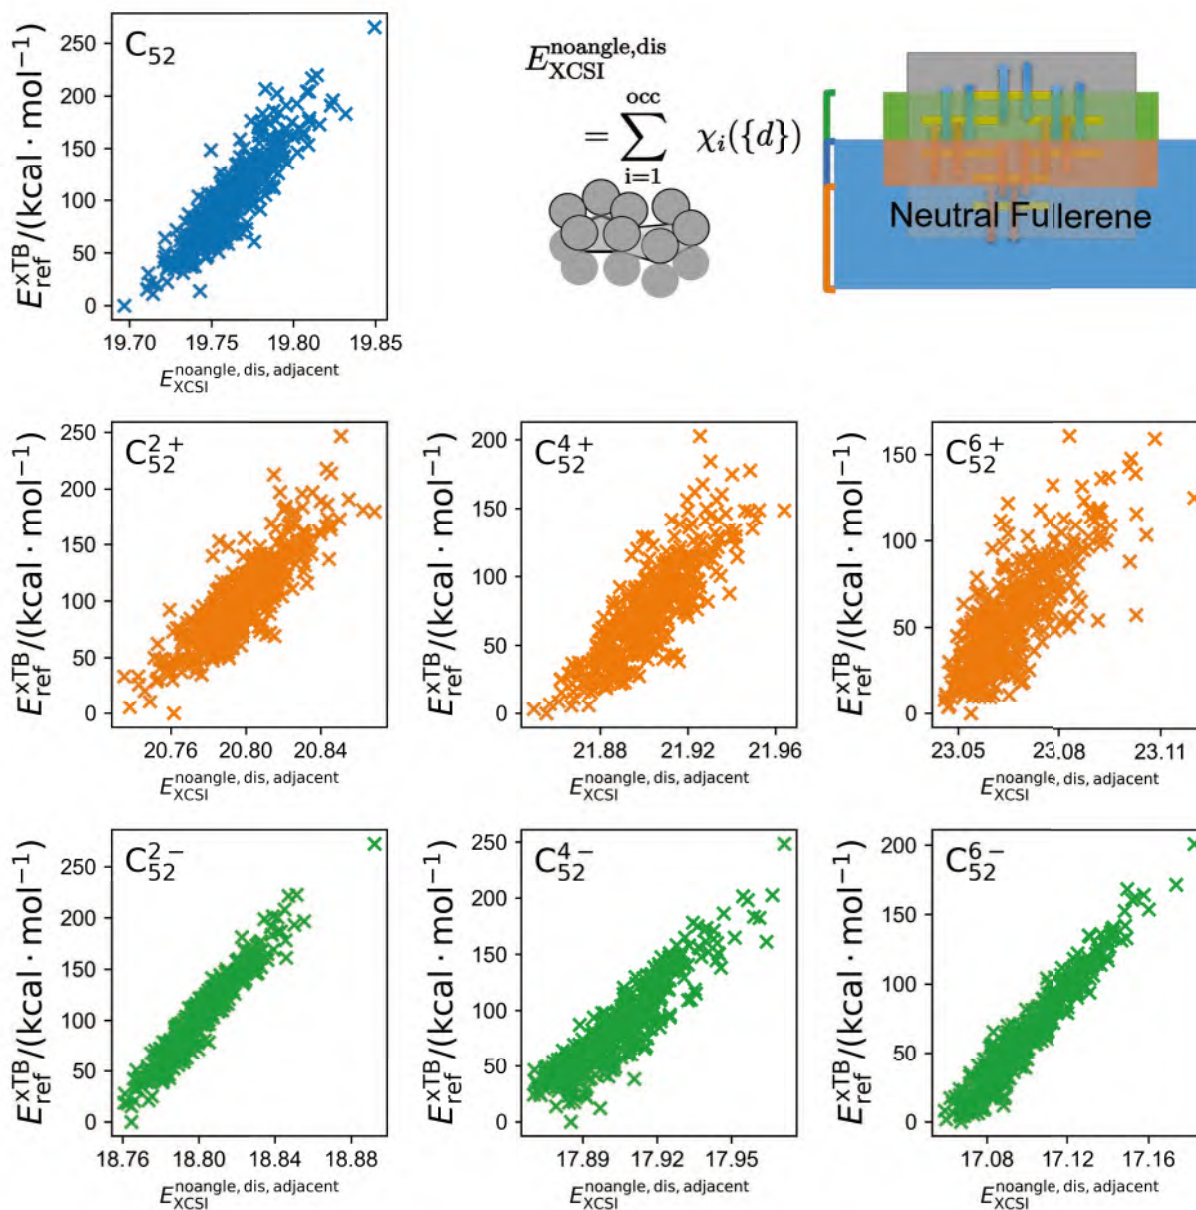 C52
250
200
150
100
50
0
E_ref^xTB/(kcal · mol⁻¹)
19.70 19.75 19.80 19.85
E_XCSI^noangle, dis, adjacent
E_XCSI^noangle,dis
= ∑_{i=1}^{occ} χ_i({d})
Neutral Fullerene
C52^2+
250
200
150
100
50
0
E_ref^xTB/(kcal · mol⁻¹)
20.76 20.80 20.84
E_XCSI^noangle, dis, adjacent
C52^4+
200
150
100
50
0
E_ref^xTB/(kcal · mol⁻¹)
21.88 21.92 21.96
E_XCSI^noangle, dis, adjacent
C52^6+
150
100
50
0
E_ref^xTB/(kcal · mol⁻¹)
23.05 23.08 23.11
E_XCSI^noangle, dis, adjacent
C52^2−
250
200
150
100
50
0
E_ref^xTB/(kcal · mol⁻¹)
18.76 18.80 18.84 18.88
E_XCSI^noangle, dis, adjacent
C52^4−
250
200
150
100
50
0
E_ref^xTB/(kcal · mol⁻¹)
17.89 17.92 17.95
E_XCSI^noangle, dis, adjacent
C52^6−
200
150
100
50
0
E_ref^xTB/(kcal · mol⁻¹)
17.08 17.12 17.16
E_XCSI^noangle, dis, adjacent